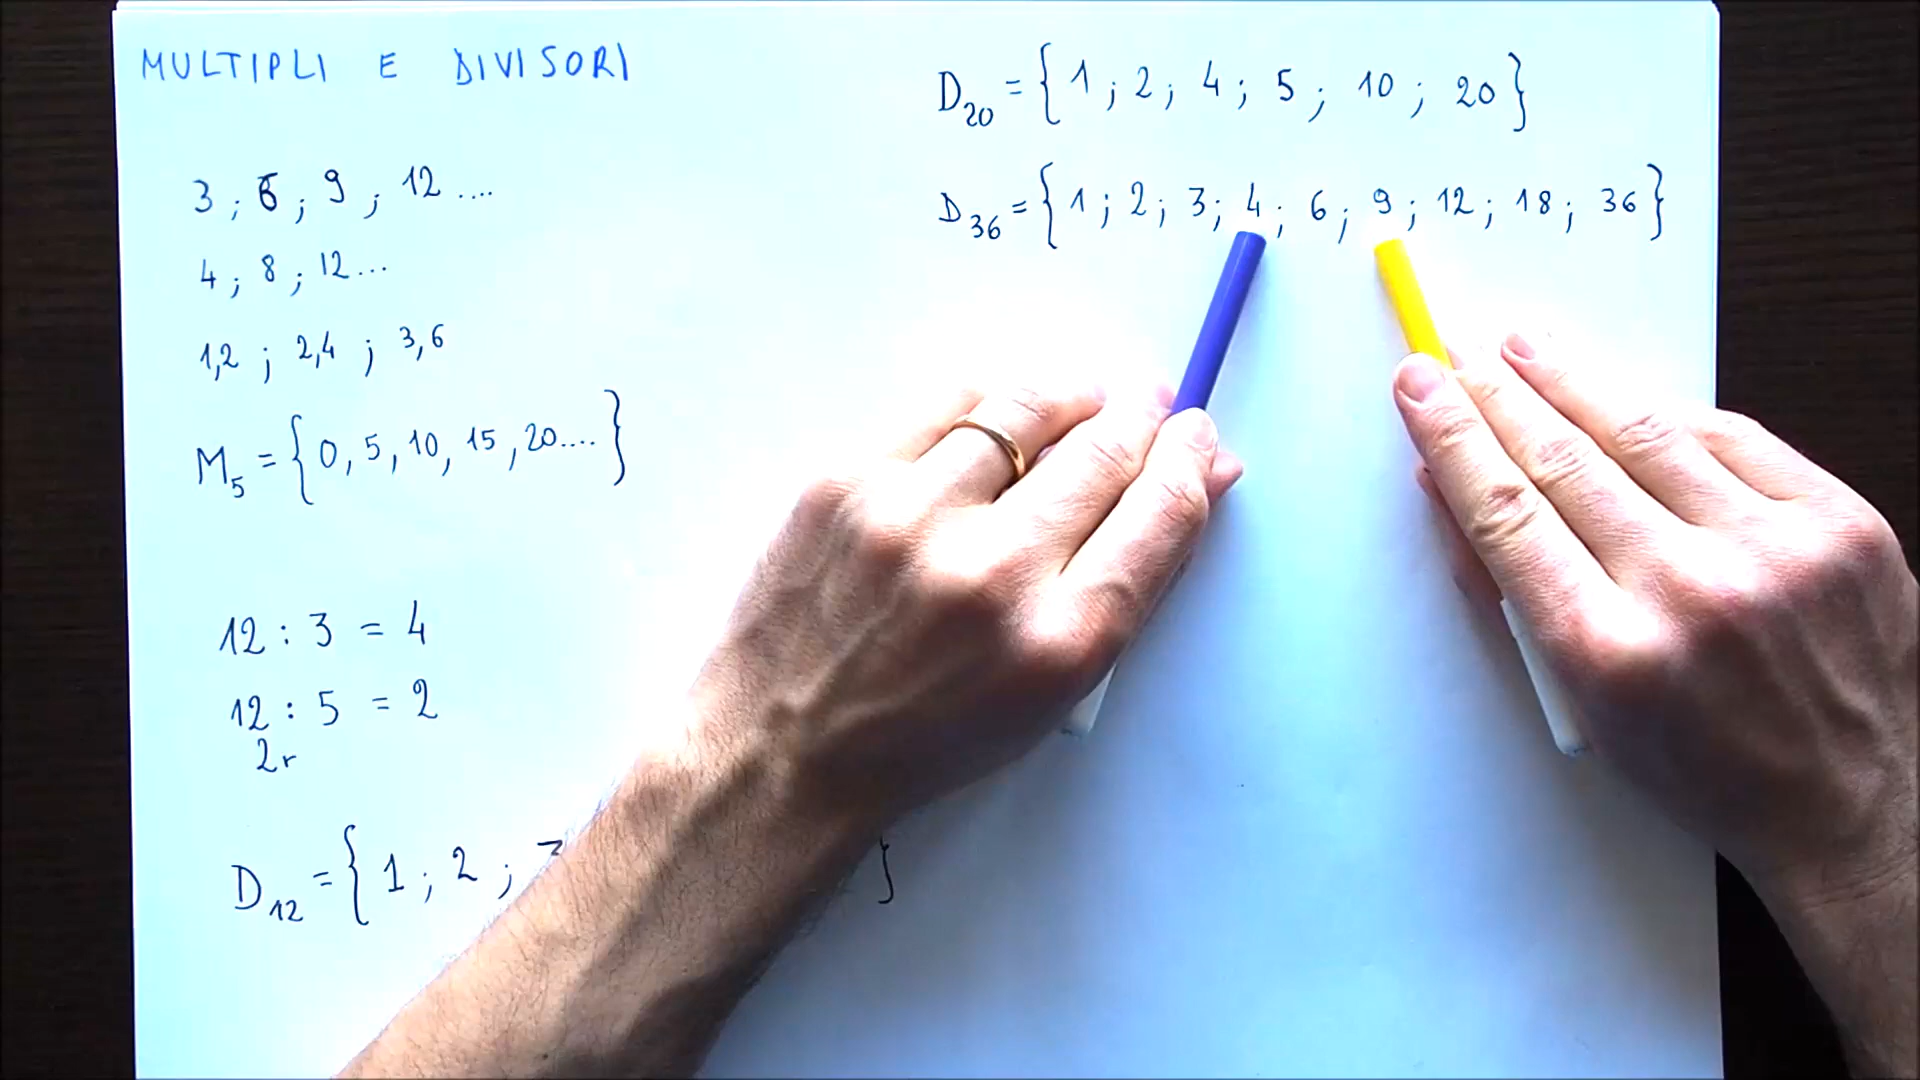 MULTIPLI E DIVISORI
3 ; 6 ; 9 ; 12 ....
4 ; 8 ; 12 ...
1,2 ; 2,4 ; 3,6
M5 = { 0, 5, 10, 15, 20.... }
12 : 3 = 4
12 : 5 = 2
2r
D12 = { 1 ; 2 ; }
D20 = { 1 ; 2 ; 4 ; 5 ; 10 ; 20 }
D36 = { 1 ; 2 ; 3 ; 4 ; 6 ; 9 ; 12 ; 18 ; 36 }